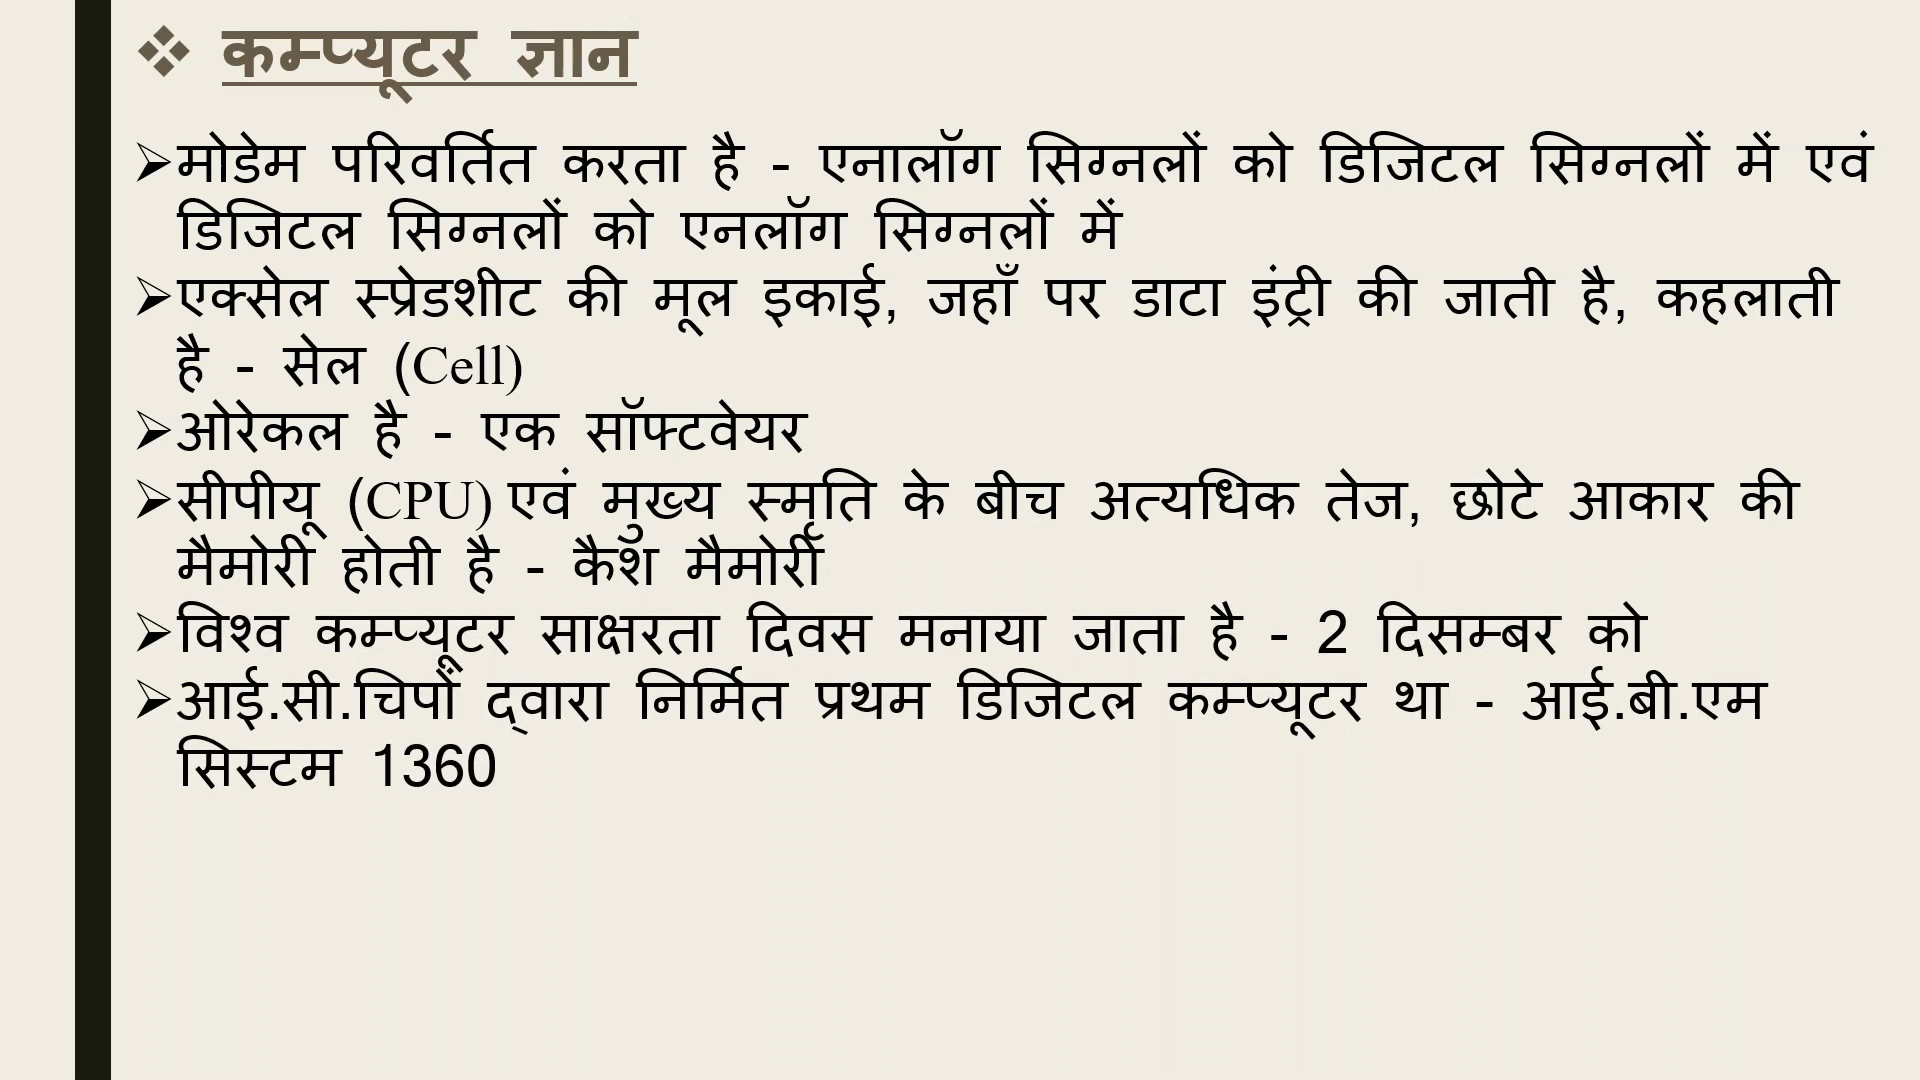 ❖ कम्प्यूटर ज्ञान
➢मोडेम परिवर्तित करता है - एनालॉग सिग्नलों को डिजिटल सिग्नलों में एवं
डिजिटल सिग्नलों को एनलॉग सिग्नलों में
➢एक्सेल स्प्रेडशीट की मूल इकाई, जहाँ पर डाटा इंट्री की जाती है, कहलाती
है - सेल (Cell)
➢ओरेकल है - एक सॉफ्टवेयर
➢सीपीयू (CPU) एवं मुख्य स्मृति के बीच अत्यधिक तेज, छोटे आकार की
मैमोरी होती है - कैश मैमोरी
➢विश्व कम्प्यूटर साक्षरता दिवस मनाया जाता है - 2 दिसम्बर को
➢आई.सी.चिपों द्वारा निर्मित प्रथम डिजिटल कम्प्यूटर था - आई.बी.एम
सिस्टम 1360